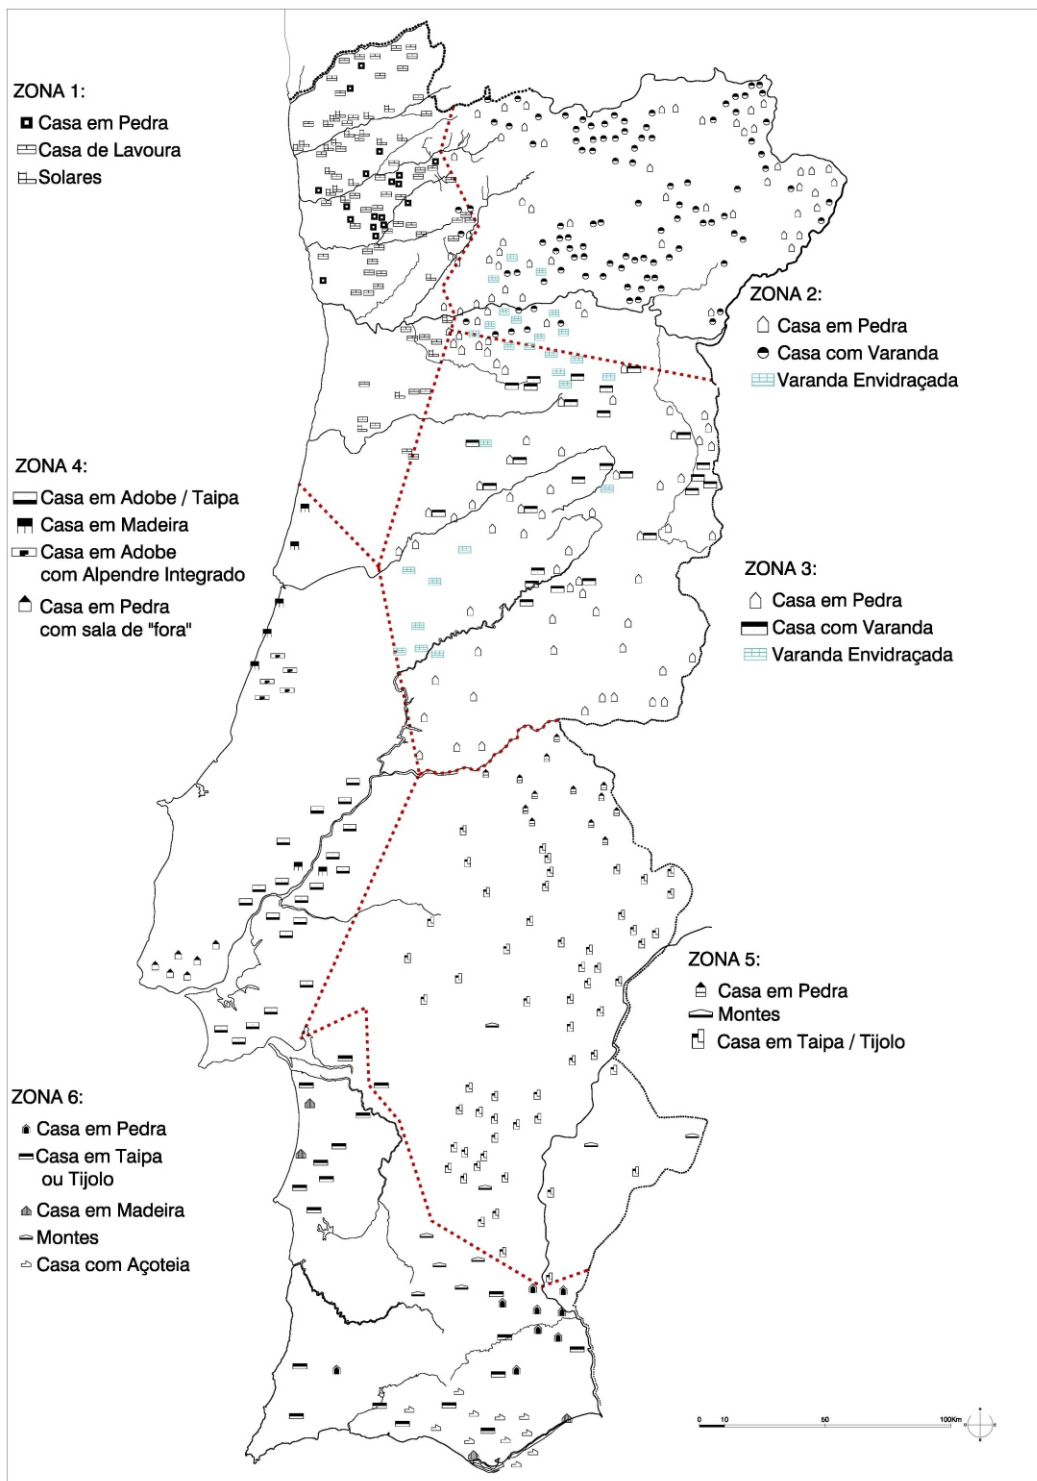 ZONA 1:
Casa em Pedra
Casa de Lavoura
Solares
ZONA 2:
Casa em Pedra
Casa com Varanda
Varanda Envidraçada
ZONA 4:
Casa em Adobe / Taipa
Casa em Madeira
Casa em Adobe
com Alpendre Integrado
Casa em Pedra
com sala de "fora"
ZONA 3:
Casa em Pedra
Casa com Varanda
Varanda Envidraçada
ZONA 5:
Casa em Pedra
Montes
Casa em Taipa / Tijolo
ZONA 6:
Casa em Pedra
Casa em Taipa
ou Tijolo
Casa em Madeira
Montes
Casa com Açoteia
0 10 50 100Km